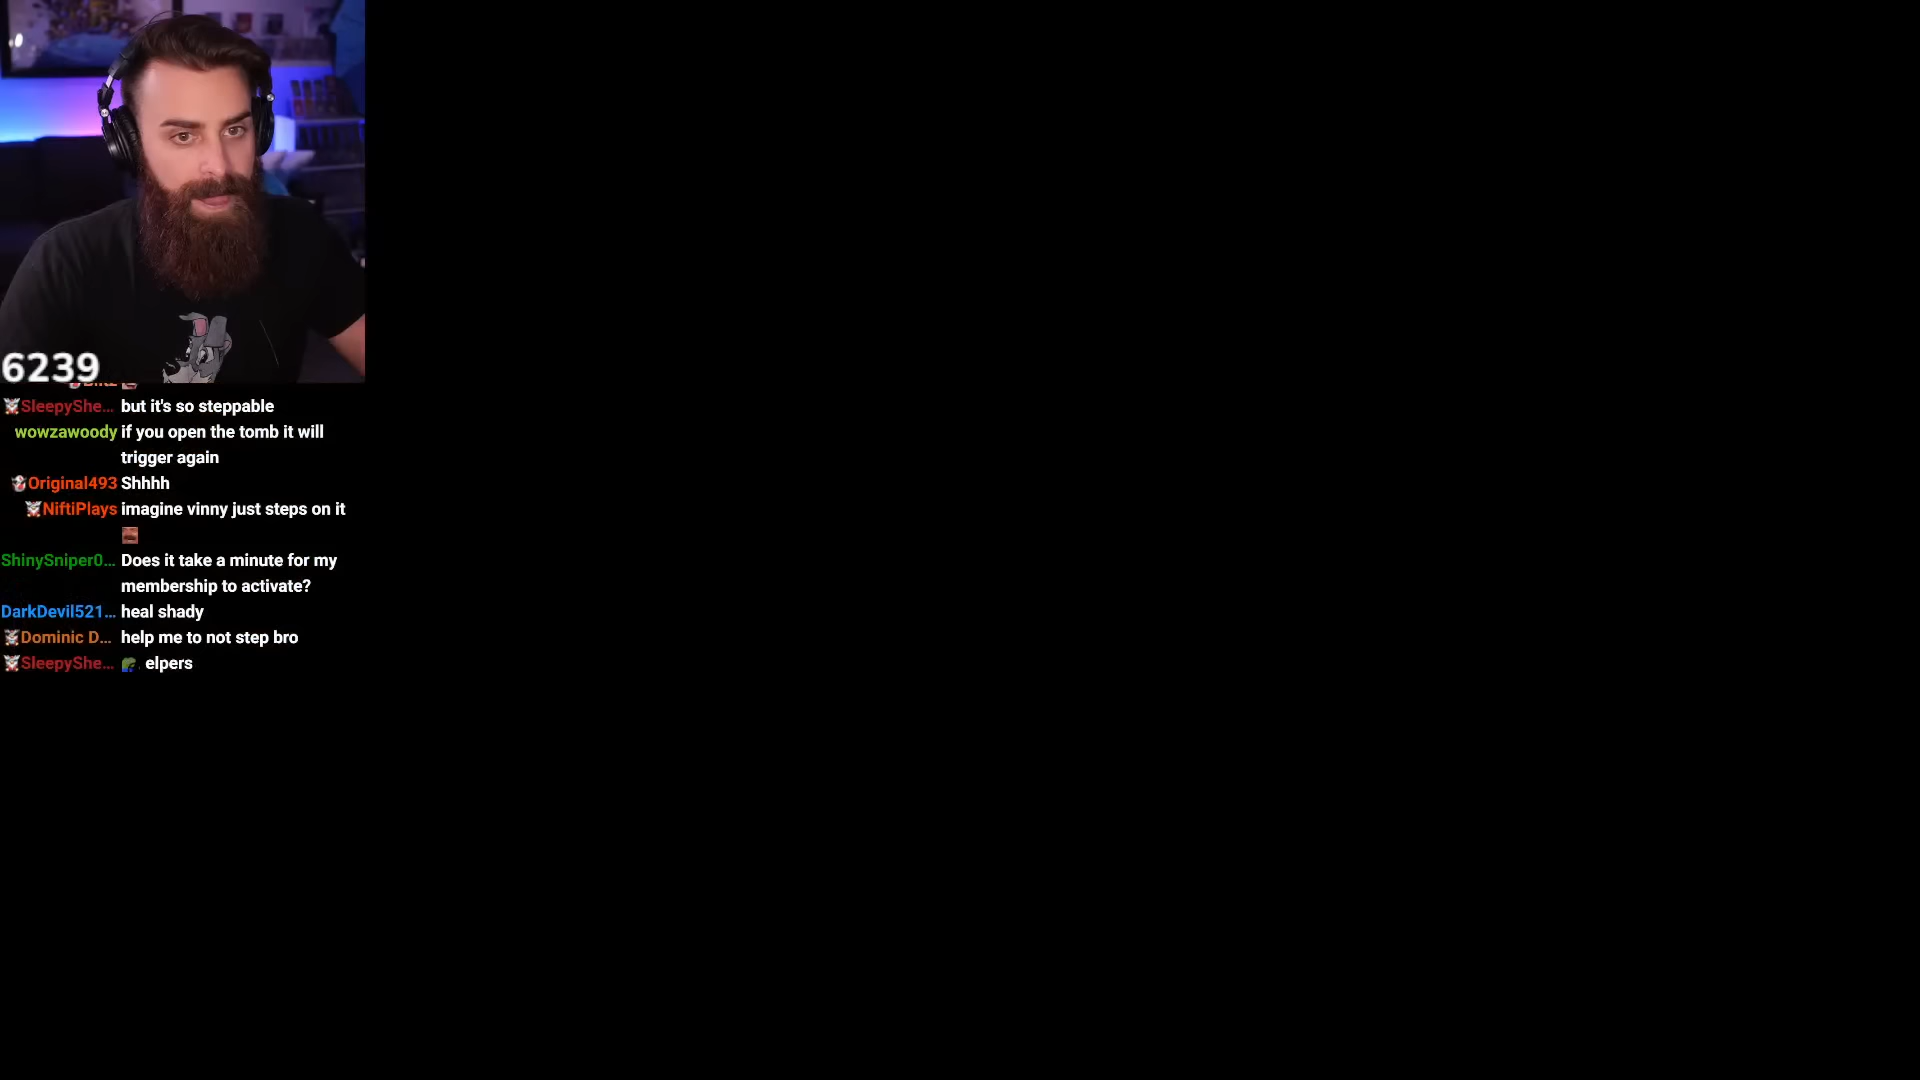 6239
SleepyShe... but it's so steppable
wowzawoody if you open the tomb it will
trigger again
Original493 Shhhh
NiftiPlays imagine vinny just steps on it
ShinySniper0... Does it take a minute for my
membership to activate?
DarkDevil521... heal shady
Dominic D... help me to not step bro
SleepyShe... elpers